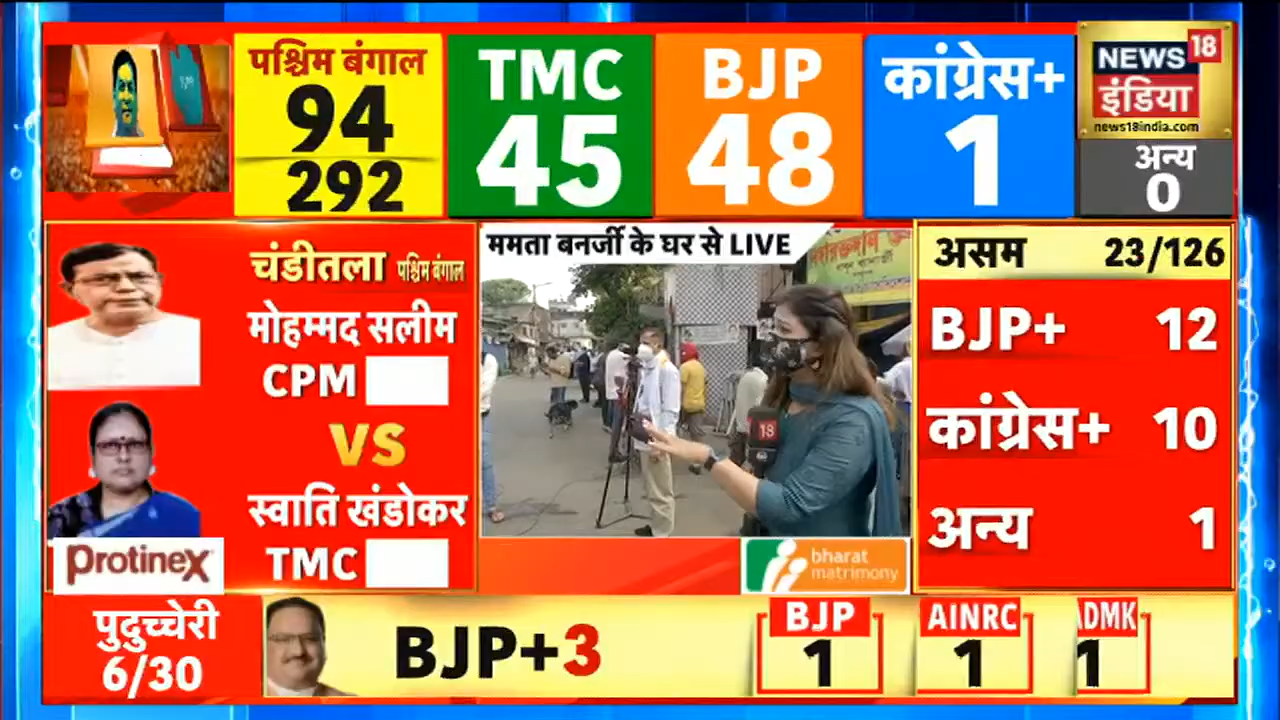 पश्चिम बंगाल
94
292
TMC
45
BJP
48
कांग्रेस+
1
NEWS 18
इंडिया
news18india.com
अन्य
0
चंडीतला पश्चिम बंगाल
मोहम्मद सलीम
CPM
VS
स्वाति खंडोकर
TMC
Protinex
ममता बनर्जी के घर से LIVE
18
bharat
matrimony
असम 23/126
BJP+ 12
कांग्रेस+ 10
अन्य 1
पुदुच्चेरी
6/30
BJP+3
BJP
1
AINRC
1
ADMK
1